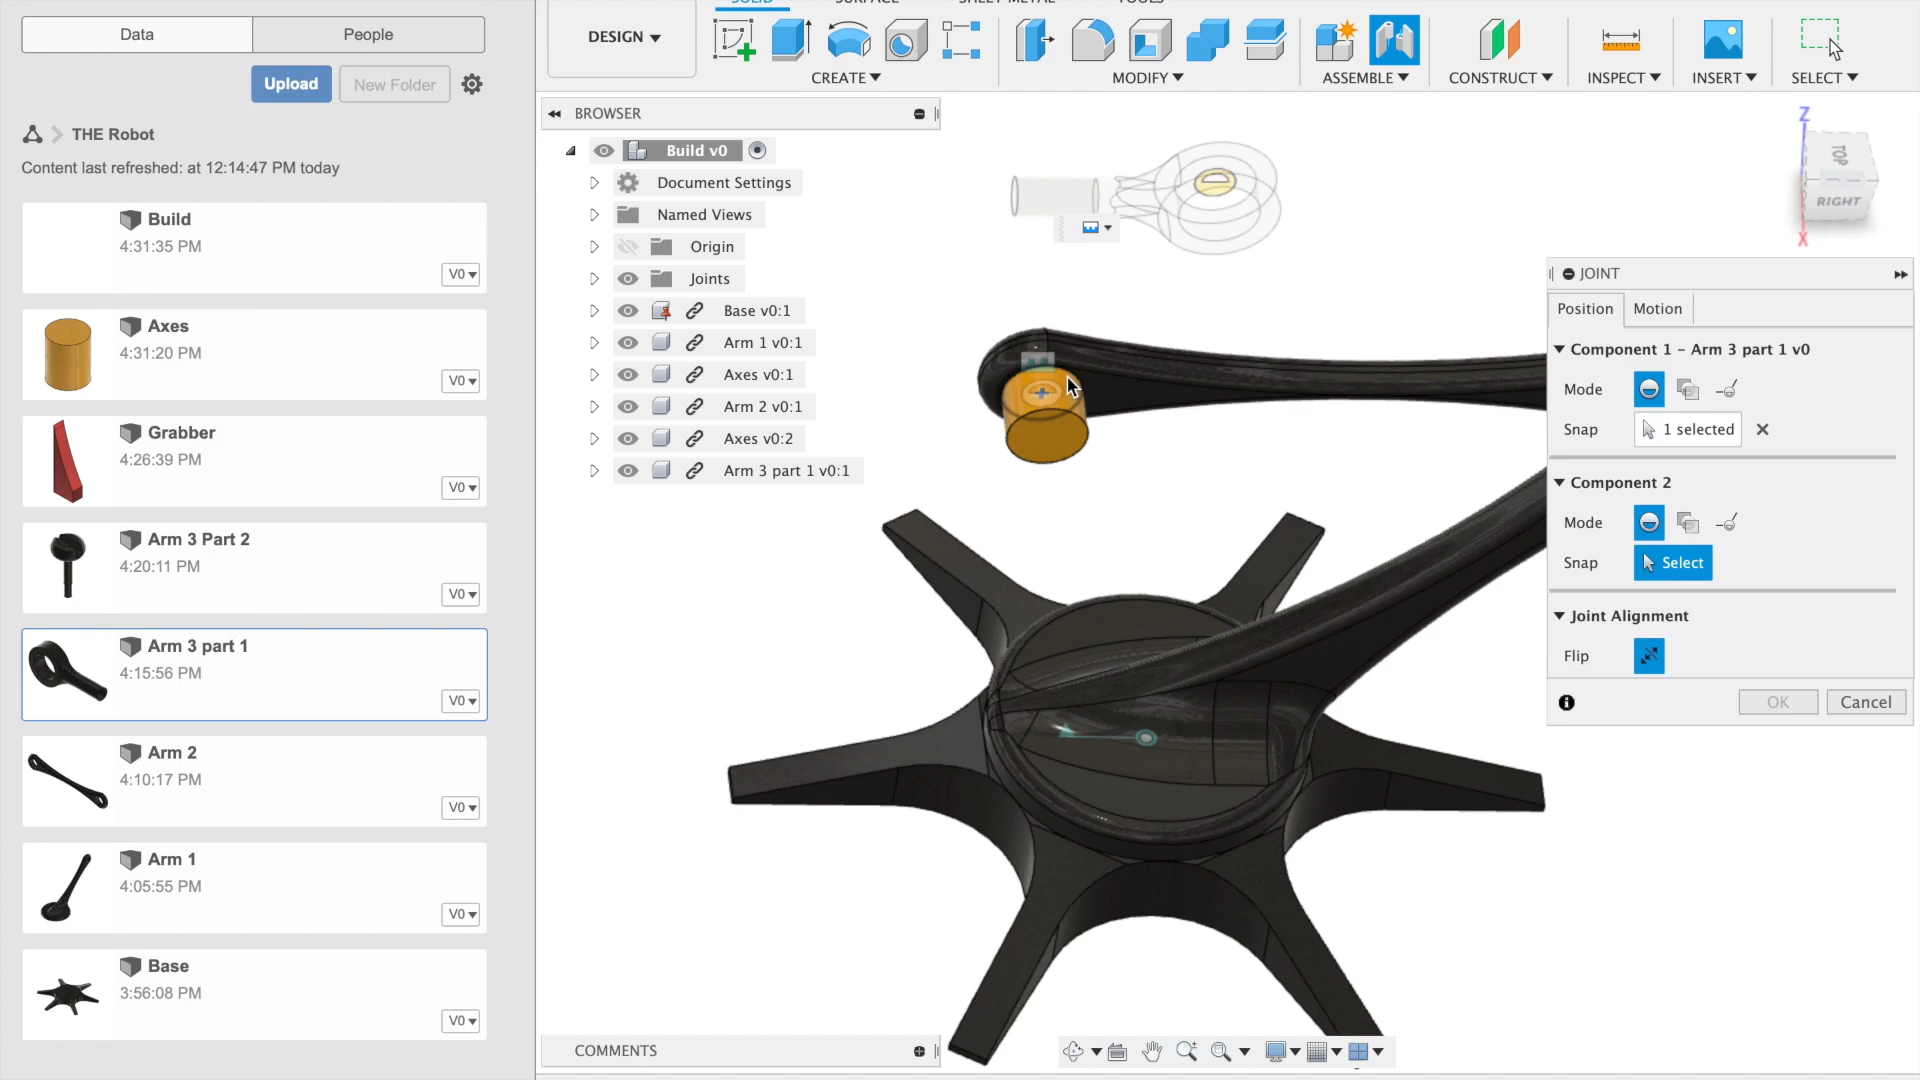 Data
People
Upload
New Folder
THE Robot
Content last refreshed: at 12:14:47 PM today
Build
4:31:35 PM
V0
Axes
4:31:20 PM
V0
Grabber
4:26:39 PM
V0
Arm 3 Part 2
4:20:11 PM
V0
Arm 3 part 1
4:15:56 PM
V0
Arm 2
4:10:17 PM
V0
Arm 1
4:05:55 PM
V0
Base
3:56:08 PM
V0
SOLID
SURFACE
SHEET METAL
TOOLS
DESIGN
CREATE
MODIFY
ASSEMBLE
CONSTRUCT
INSPECT
INSERT
SELECT
BROWSER
Build v0
Document Settings
Named Views
Origin
Joints
Base v0:1
Arm 1 v0:1
Axes v0:1
Arm 2 v0:1
Axes v0:2
Arm 3 part 1 v0:1
Z
TOP
RIGHT
X
JOINT
Position
Motion
Component 1 - Arm 3 part 1 v0
Mode
Snap
1 selected
Component 2
Mode
Snap
Select
Joint Alignment
Flip
OK
Cancel
COMMENTS